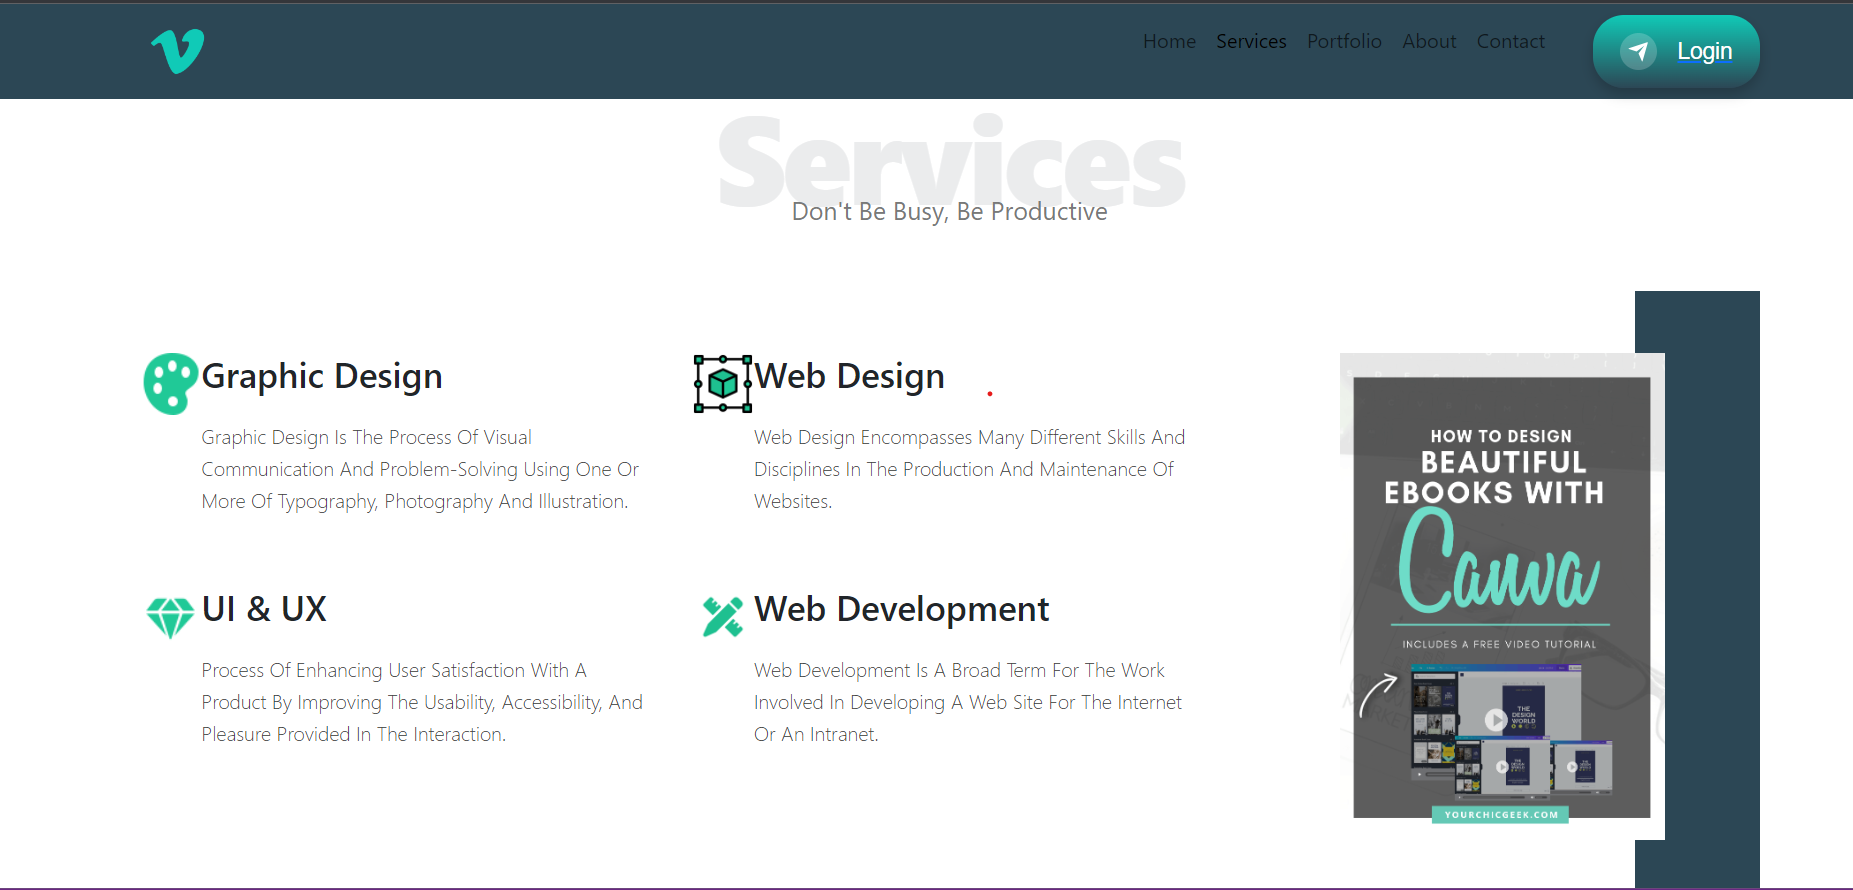 Home Services Portfolio About Contact
Login
Services
Don't Be Busy, Be Productive
Graphic Design
Graphic Design Is The Process Of Visual
Communication And Problem-Solving Using One Or
More Of Typography, Photography And Illustration.
Web Design
Web Design Encompasses Many Different Skills And
Disciplines In The Production And Maintenance Of
Websites.
UI & UX
Process Of Enhancing User Satisfaction With A
Product By Improving The Usability, Accessibility, And
Pleasure Provided In The Interaction.
Web Development
Web Development Is A Broad Term For The Work
Involved In Developing A Web Site For The Internet
Or An Intranet.
HOW TO DESIGN
BEAUTIFUL
EBOOKS WITH
Canva
INCLUDES A FREE VIDEO TUTORIAL
THE
DESIGN
WORLD
YOURCHICGEEK.COM